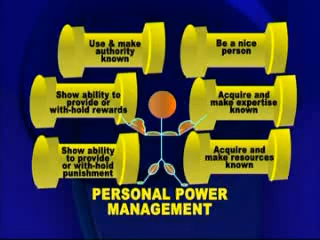 Use & make
authority
known
Be a nice
person
Show ability to
provide or
with-hold rewards
Acquire and
make expertise
known
Show ability
to provide
or with-hold
punishment
Acquire and
make resources
known
PERSONAL POWER
MANAGEMENT